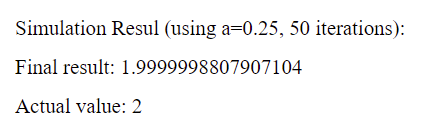 Simulation Resul (using a=0.25, 50 iterations):
Final result: 1.9999998807907104
Actual value: 2